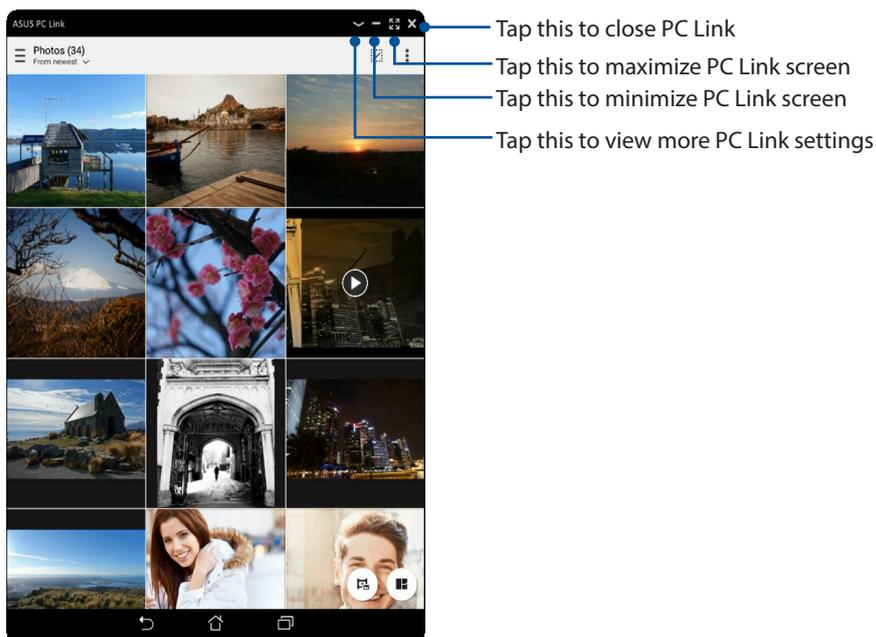 ASUS PC Link
Photos (34)
From newest
Tap this to close PC Link
Tap this to maximize PC Link screen
Tap this to minimize PC Link screen
Tap this to view more PC Link settings